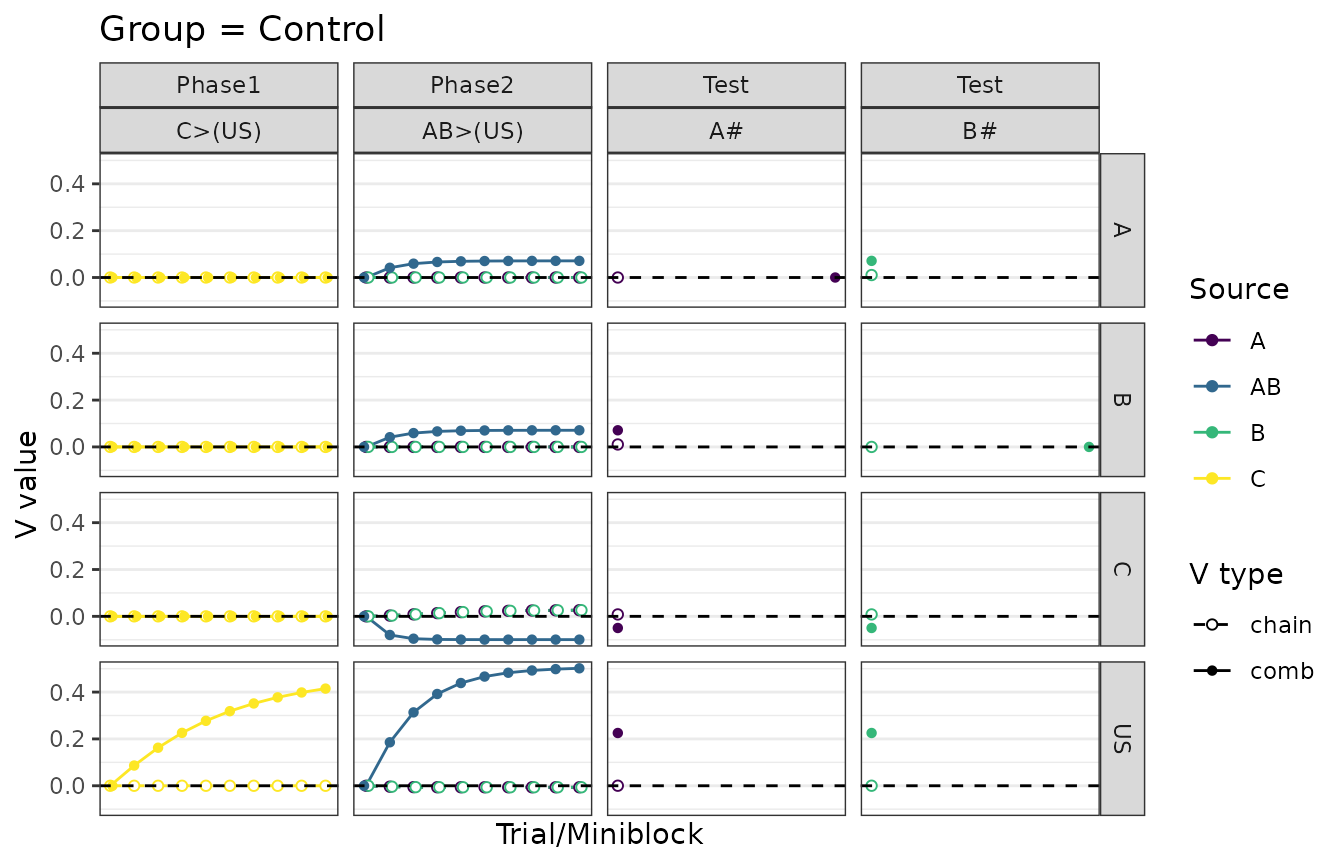 Group = Control
Phase1
Phase2
Test
Test
C>(US)
AB>(US)
A#
B#
0.4
0.2
0.0
A
0.4
0.2
0.0
B
0.4
0.2
0.0
C
0.4
0.2
0.0
US
V value
Trial/Miniblock
Source
A
AB
B
C
V type
chain
comb